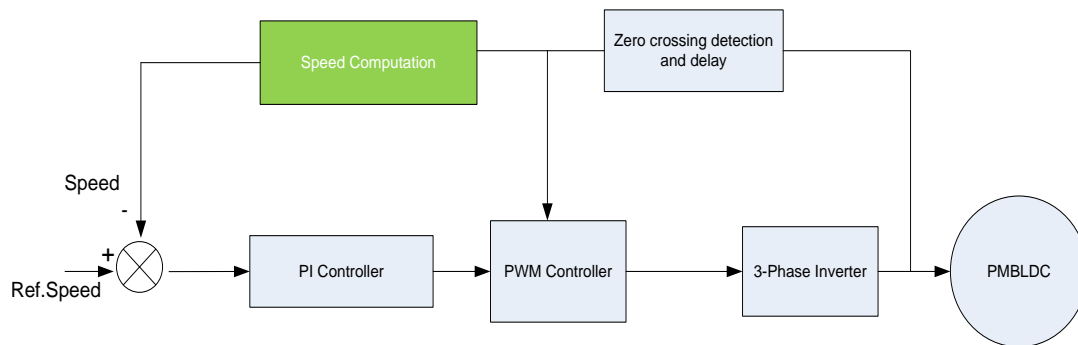 Speed Computation
Zero crossing detection
and delay
Speed
-
+
Ref.Speed
PI Controller
PWM Controller
3-Phase Inverter
PMBLDC